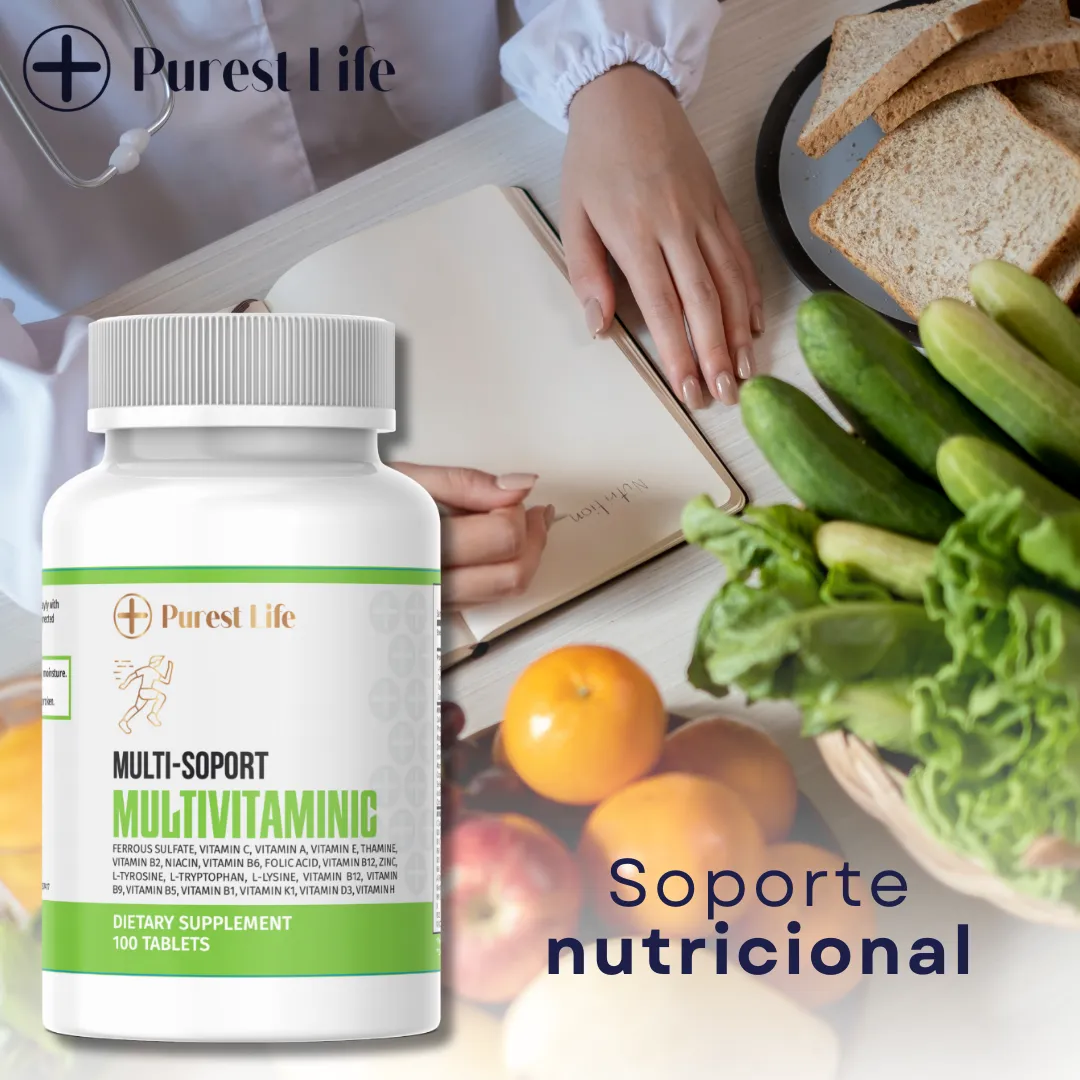 Purest Life
Nutrition
Purest Life
moinsture.
MULTI-SOPORT
MULTIVITAMINIC
FERROUS SULFATE, VITAMIN C, VITAMIN A, VITAMIN E, THAMINE,
VITAMIN B2, NIACIN, VITAMIN B6, FOLIC ACID, VITAMIN B12, ZINC,
L-TYROSINE, L-TRYPTOPHAN, L-LYSINE, VITAMIN B12, VITAMIN
B9, VITAMIN B5, VITAMIN B1, VITAMIN K1, VITAMIN D3, VITAMIN H
DIETARY SUPPLEMENT
100 TABLETS
Soporte
nutricional